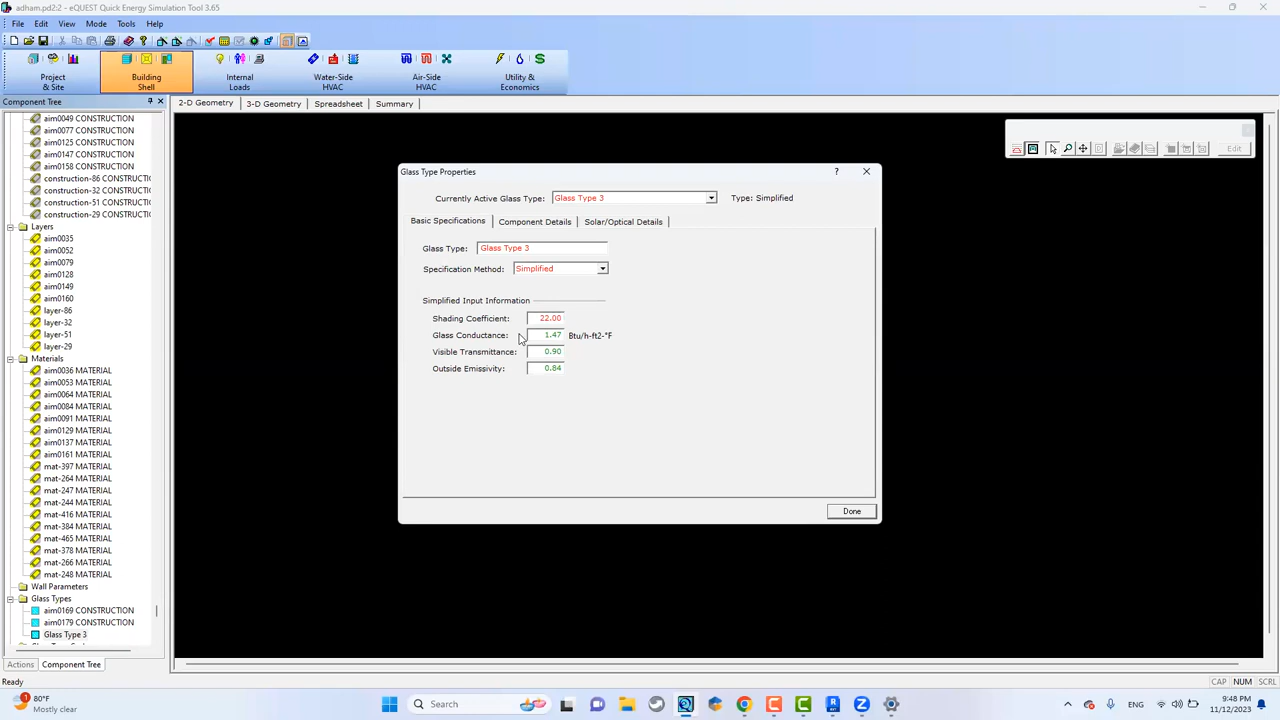 adham.pd2:2 - eQUEST Quick Energy Simulation Tool 3.65
File Edit View Mode Tools Help
Project & Site
Building Shell
Internal Loads
Water-Side HVAC
Air-Side HVAC
Utility & Economics
Component Tree
2-D Geometry 3-D Geometry Spreadsheet Summary
aim0049 CONSTRUCTION
aim0077 CONSTRUCTION
aim0125 CONSTRUCTION
aim0147 CONSTRUCTION
aim0158 CONSTRUCTION
construction-86 CONSTRUCTI
construction-32 CONSTRUCTI
construction-51 CONSTRUCTI
construction-29 CONSTRUCTI
Layers
aim0035
aim0052
aim0079
aim0128
aim0149
aim0160
layer-86
layer-32
layer-51
layer-29
Materials
aim0036 MATERIAL
aim0053 MATERIAL
aim0064 MATERIAL
aim0084 MATERIAL
aim0091 MATERIAL
aim0129 MATERIAL
aim0137 MATERIAL
aim0161 MATERIAL
mat-397 MATERIAL
mat-264 MATERIAL
mat-247 MATERIAL
mat-244 MATERIAL
mat-416 MATERIAL
mat-384 MATERIAL
mat-465 MATERIAL
mat-378 MATERIAL
mat-266 MATERIAL
mat-248 MATERIAL
Wall Parameters
Glass Types
aim0169 CONSTRUCTION
aim0179 CONSTRUCTION
Glass Type 3
Actions Component Tree
Edit
Glass Type Properties
Currently Active Glass Type: Glass Type 3 Type: Simplified
Basic Specifications Component Details Solar/Optical Details
Glass Type: Glass Type 3
Specification Method: Simplified
Simplified Input Information
Shading Coefficient: 22.00
Glass Conductance: 1.47 Btu/h-ft2-°F
Visible Transmittance: 0.90
Outside Emissivity: 0.84
Done
Ready
CAP NUM SCRL
80°F
Mostly clear
1
Search
9:48 PM
11/12/2023